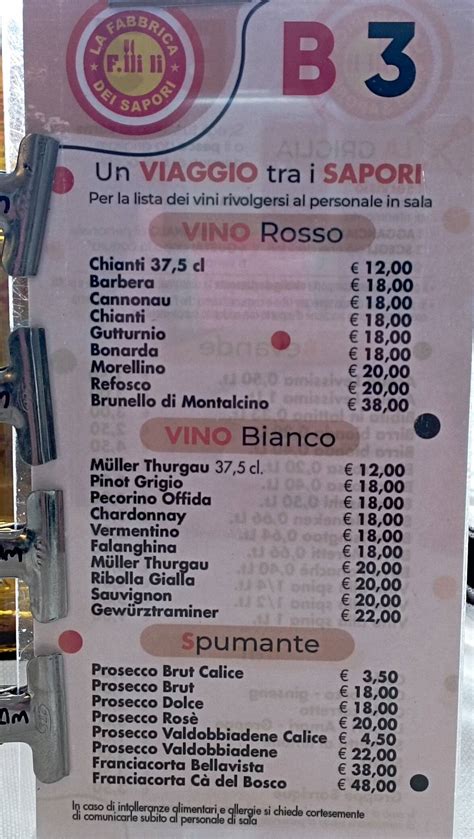 LA FABBRICA
F.lli li
DEI SAPORI
B 3
Un VIAGGIO tra i SAPORI
Per la lista dei vini rivolgersi al personale in sala
VINO Rosso
Chianti 37,5 cl € 12,00
Barbera € 18,00
Cannonau € 18,00
Chianti € 18,00
Gutturnio € 18,00
Bonarda € 18,00
Morellino € 20,00
Refosco € 20,00
Brunello di Montalcino € 38,00
VINO Bianco
Müller Thurgau 37,5 cl. € 12,00
Pinot Grigio € 18,00
Pecorino Offida € 18,00
Chardonnay € 18,00
Vermentino € 18,00
Falanghina € 18,00
Müller Thurgau € 20,00
Ribolla Gialla € 20,00
Sauvignon € 20,00
Gewürztraminer € 22,00
Spumante
Prosecco Brut Calice € 3,50
Prosecco Brut € 18,00
Prosecco Dolce € 18,00
Prosecco Rosè € 20,00
Prosecco Valdobbiadene Calice € 4,50
Prosecco Valdobbiadene € 22,00
Franciacorta Bellavista € 38,00
Franciacorta Cà del Bosco € 48,00
In caso di intolleranze alimentari e allergie si chiede cortesemente
di comunicarle subito al personale di sala